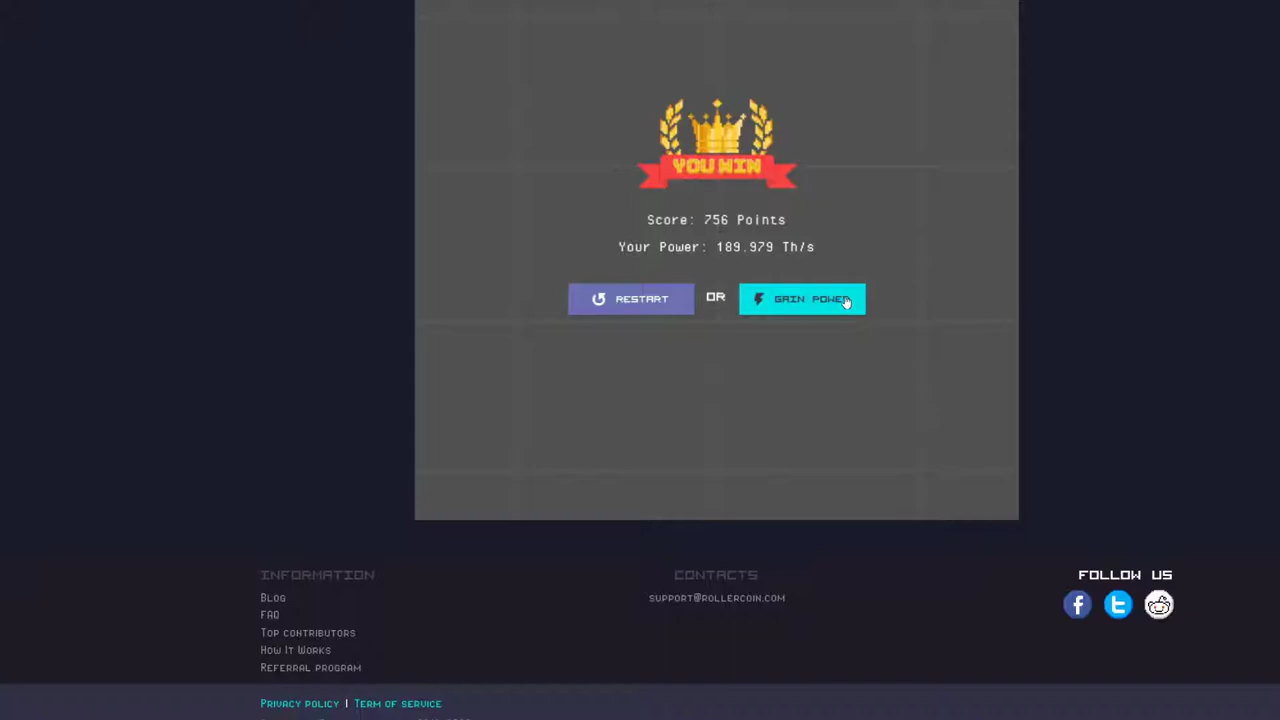 YOU WIN
Score: 756 Points
Your Power: 189.979 Th/s
RESTART
OR
GAIN POWER
INFORMATION
Blog
FAQ
Top contributors
How It Works
Referral program
CONTACTS
support@rollercoin.com
FOLLOW US
Privacy policy | Term of service